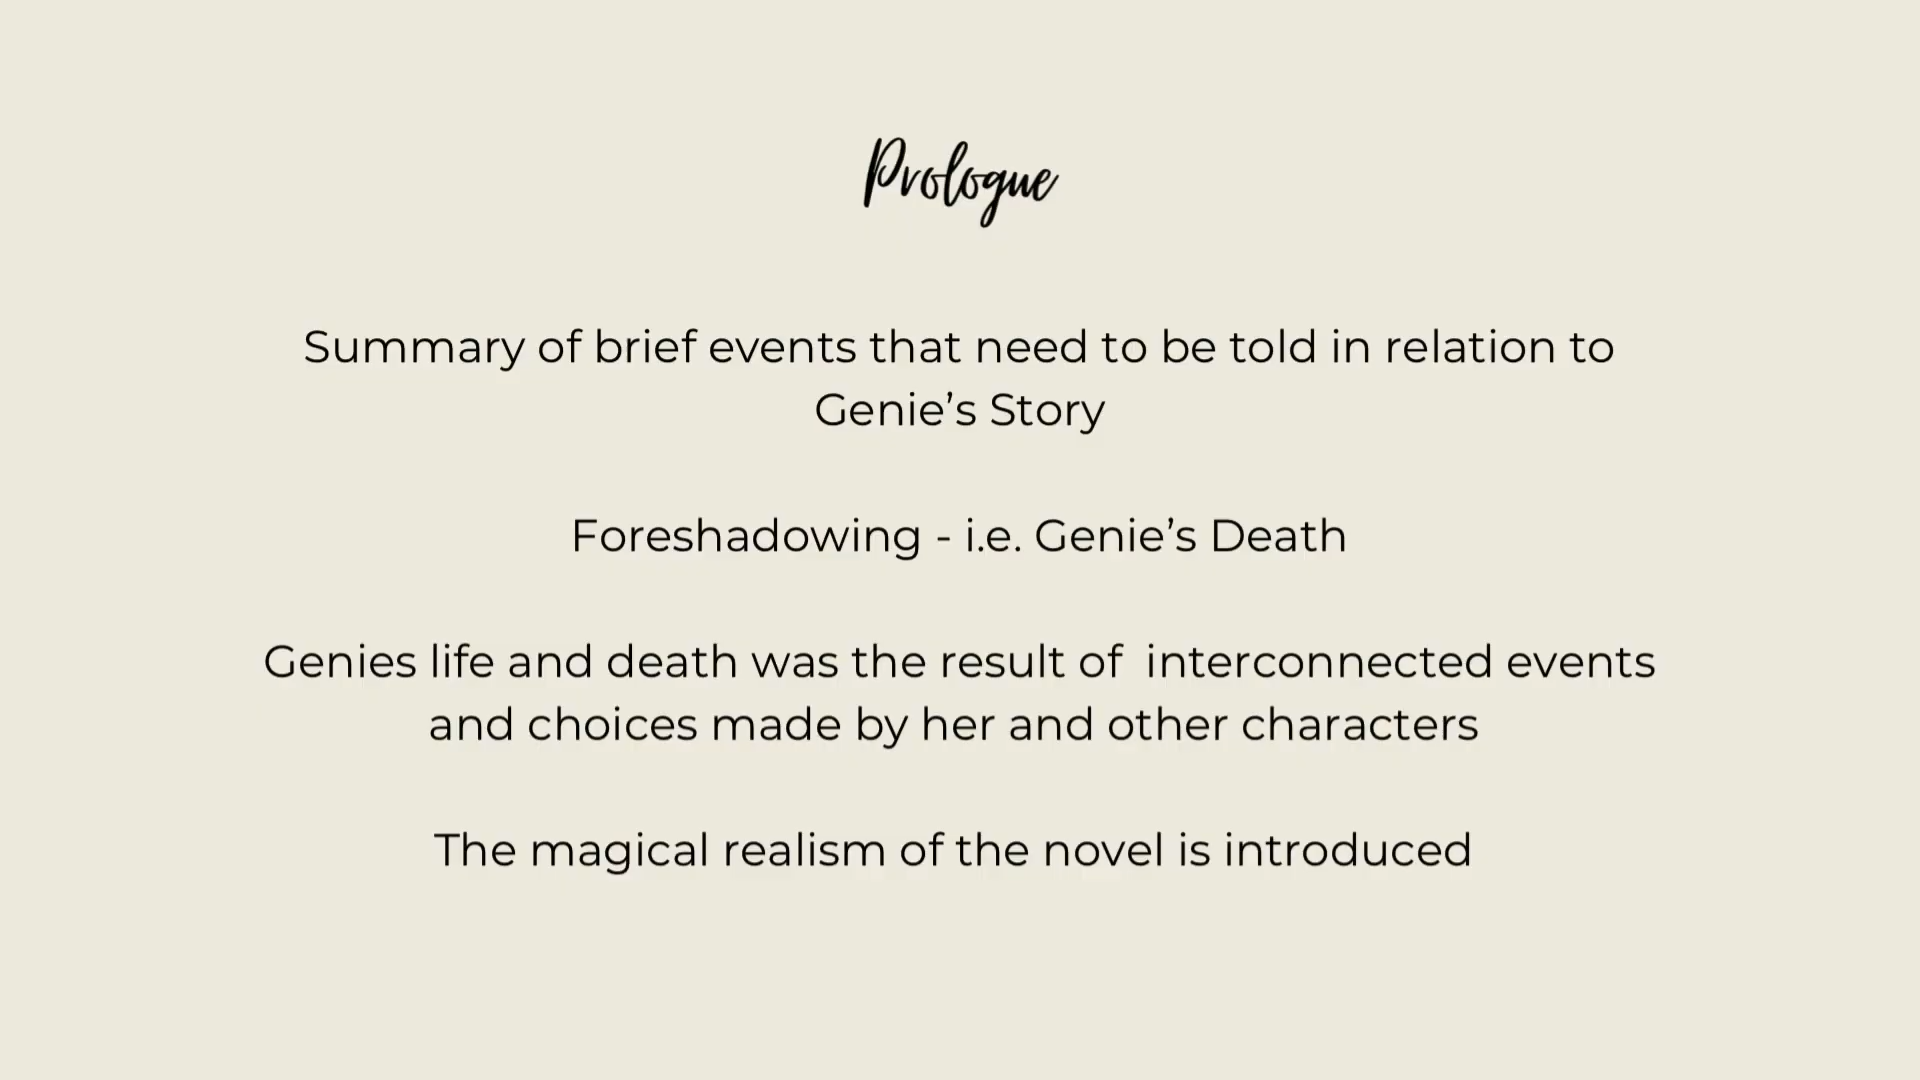 Prologue
Summary of brief events that need to be told in relation to
Genie’s Story
Foreshadowing - i.e. Genie’s Death
Genies life and death was the result of  interconnected events
and choices made by her and other characters
The magical realism of the novel is introduced